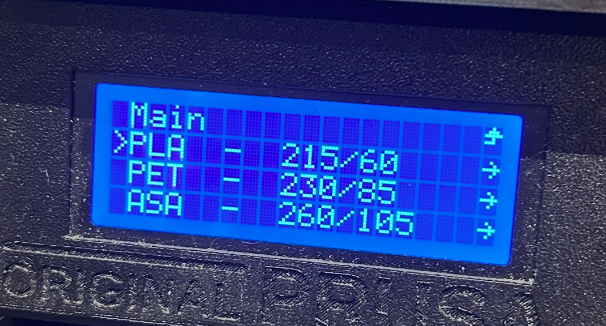 Main
>PLA - 215/60
PET - 230/85
ASA - 260/105
ORIGINAL PRUSA